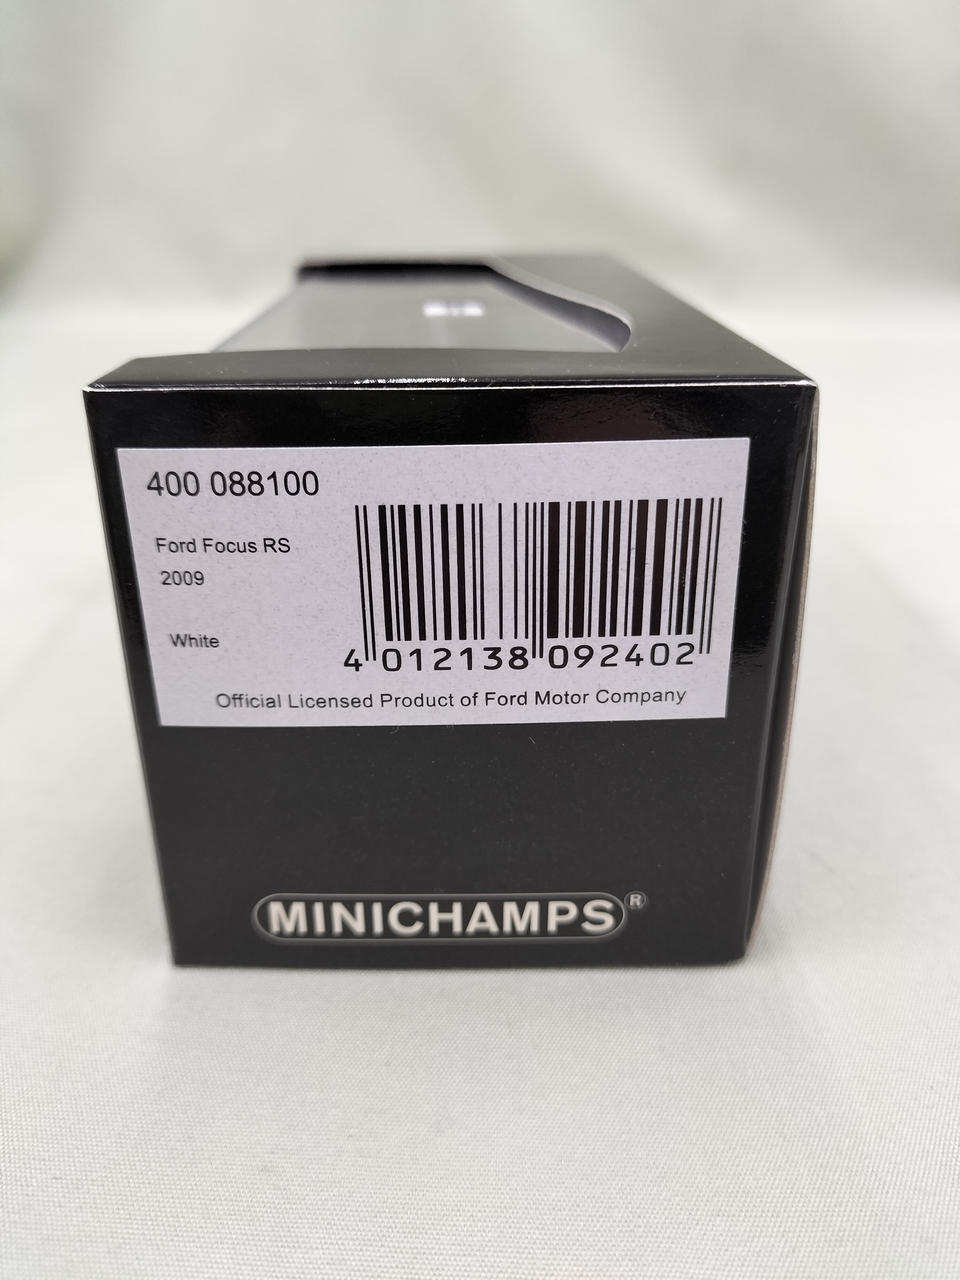 400 088100
Ford Focus RS
2009
White
4 012138 092402
Official Licensed Product of Ford Motor Company
MINICHAMPS®